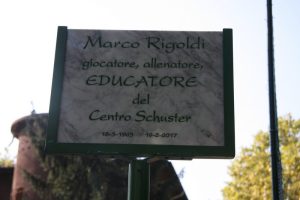 Marco Rigoldi
giocatore, allenatore,
EDUCATORE
del
Centro Schuster